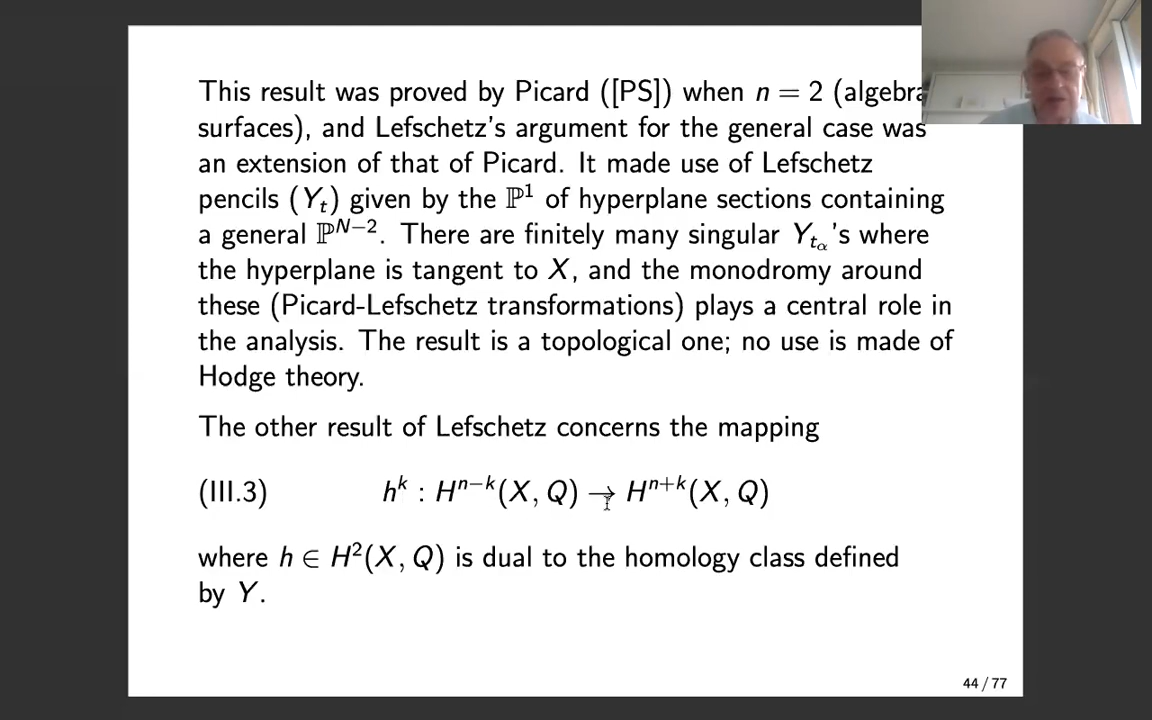 This result was proved by Picard ([PS]) when n = 2 (algebra
surfaces), and Lefschetz's argument for the general case was
an extension of that of Picard. It made use of Lefschetz
pencils (Y_t) given by the ℙ¹ of hyperplane sections containing
a general ℙ^{N−2}. There are finitely many singular Y_{t_α}'s where
the hyperplane is tangent to X, and the monodromy around
these (Picard-Lefschetz transformations) plays a central role in
the analysis. The result is a topological one; no use is made of
Hodge theory.
The other result of Lefschetz concerns the mapping
(III.3) h^k : H^{n−k}(X, Q) → H^{n+k}(X, Q)
where h ∈ H²(X, Q) is dual to the homology class defined
by Y.
44 / 77